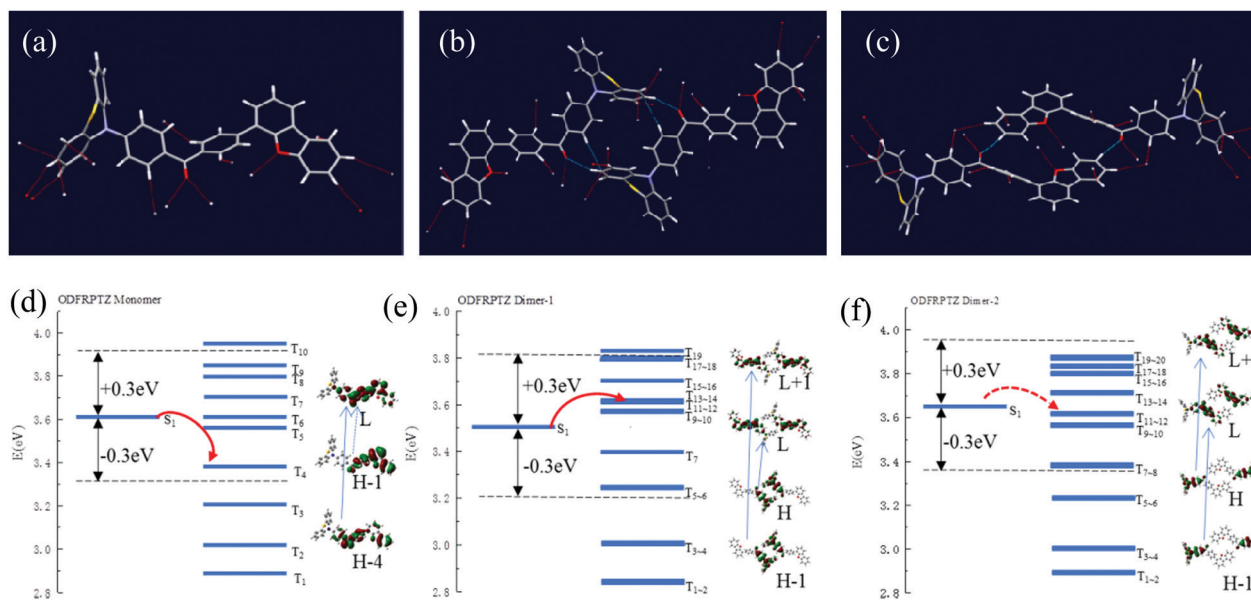 (a)
(b)
(c)
(d)
ODFRPTZ Monomer
E(eV)
4.0
3.8
3.6
3.4
3.2
3.0
2.8
+0.3eV
-0.3eV
S₁
T₁₀
T₉
T₈
T₇
T₆
T₅
T₄
T₃
T₂
T₁
L
H-1
H-4
(e)
ODFRPTZ Dimer-1
E(eV)
4.0
3.8
3.6
3.4
3.2
3.0
2.8
+0.3eV
-0.3eV
S₁
T₁₉
T₁₇₋₁₈
T₁₅₋₁₆
T₁₃₋₁₄
T₁₁₋₁₂
T₉₋₁₀
T₇
T₅₋₆
T₃₋₄
T₁₋₂
L+1
L
H
H-1
(f)
ODFRPTZ Dimer-2
E(eV)
4.0
3.8
3.6
3.4
3.2
3.0
2.8
+0.3eV
-0.3eV
S₁
T₁₉₋₂₀
T₁₇₋₁₈
T₁₅₋₁₆
T₁₃₋₁₄
T₁₁₋₁₂
T₉₋₁₀
T₇₋₈
T₅₋₆
T₃₋₄
T₁₋₂
L+
L
H
H-1